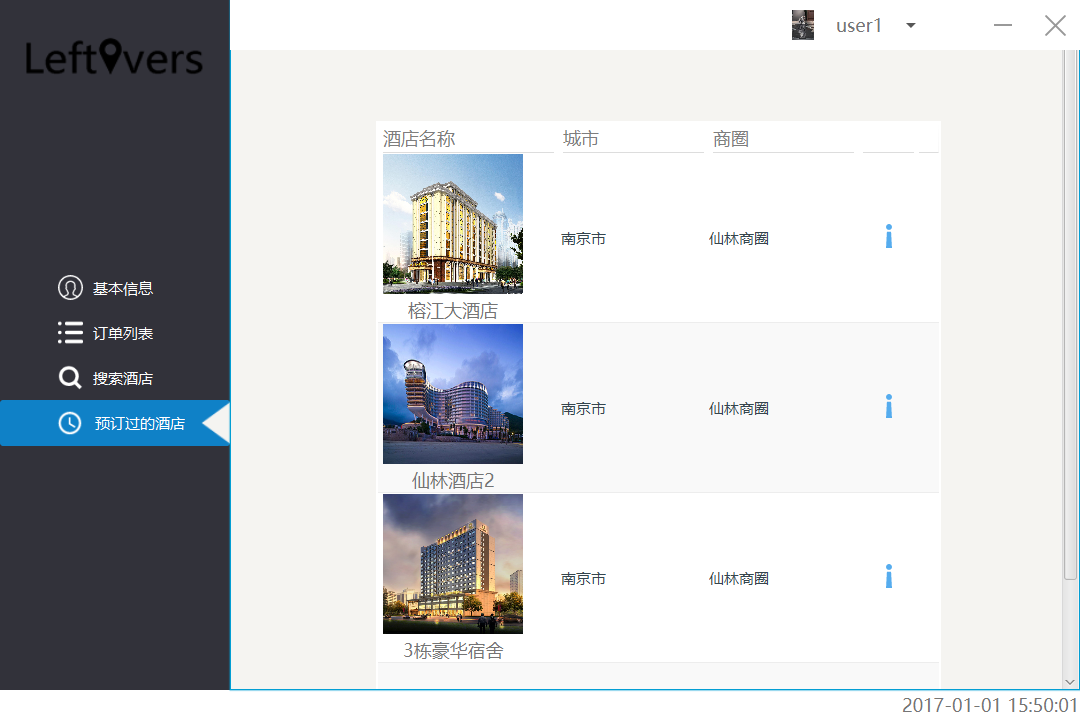 Leftovers
user1
酒店名称 城市 商圈
南京市 仙林商圈
榕江大酒店
南京市 仙林商圈
仙林酒店2
南京市 仙林商圈
3栋豪华宿舍
基本信息
订单列表
搜索酒店
预订过的酒店
2017-01-01 15:50:01